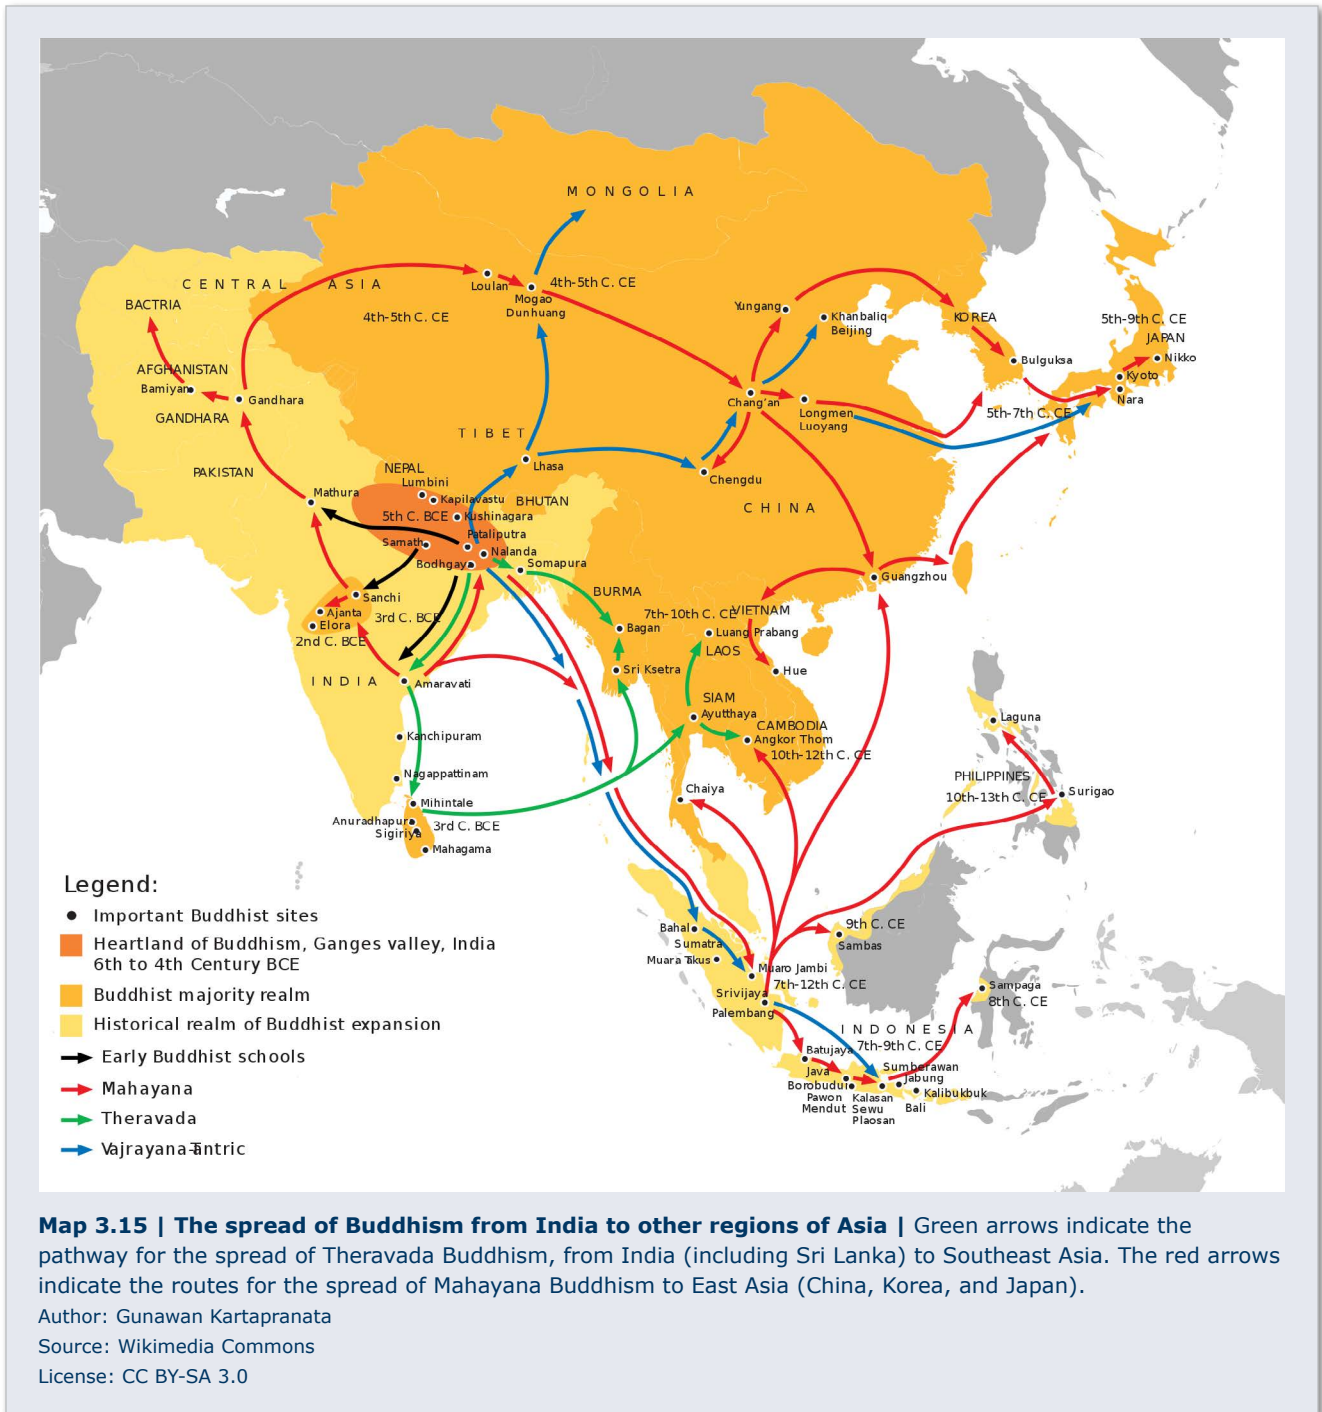 MONGOLIA
CENTRAL ASIA
BACTRIA
Loulan
4th-5th C. CE
Mogao
Dunhuang
4th-5th C. CE
Yungang
Khanbaliq
Beijing
KOREA
5th-9th C. CE
JAPAN
Nikko
Bulguksa
Kyoto
Nara
5th-7th C. CE
AFGHANISTAN
Bamiyan
Gandhara
GANDHARA
Chang'an
Longmen
Luoyang
TIBET
Lhasa
Chengdu
PAKISTAN
NEPAL
Lumbini
Mathura
Kapilavastu
BHUTAN
5th C. BCE
Kushinagara
CHINA
Pataliputra
Sarnath
Nalanda
Bodhgaya
Somapura
Guangzhou
BURMA
Sanchi
Ajanta
3rd C. BCE
Elora
2nd C. BCE
7th-10th C. CE
VIETNAM
Bagan
Luang Prabang
LAOS
Sri Ksetra
Hue
INDIA
Amaravati
SIAM
Ayutthaya
CAMBODIA
Angkor Thom
10th-12th C. CE
Laguna
Kanchipuram
Nagappattinam
PHILIPPINES
10th-13th C. CE
Surigao
Chaiya
Mihintale
Anuradhapura
3rd C. BCE
Sigiriya
Mahagama
Legend:
Important Buddhist sites
Heartland of Buddhism, Ganges valley, India
6th to 4th Century BCE
Buddhist majority realm
Historical realm of Buddhist expansion
Early Buddhist schools
Mahayana
Theravada
Vajrayana-Tantric
Bahal
Sumatra
Muara Takus
9th C. CE
Sambas
Muaro Jambi
7th-12th C. CE
Srivijaya
Palembang
Sampaga
8th C. CE
INDONESIA
7th-9th C. CE
Batujaya
Java
Sumberawan
Jabung
Borobudur
Pawon
Mendut
Kalasan
Sewu
Plaosan
Kalibukbuk
Bali
Map 3.15 | The spread of Buddhism from India to other regions of Asia | Green arrows indicate the
pathway for the spread of Theravada Buddhism, from India (including Sri Lanka) to Southeast Asia. The red arrows
indicate the routes for the spread of Mahayana Buddhism to East Asia (China, Korea, and Japan).
Author: Gunawan Kartapranata
Source: Wikimedia Commons
License: CC BY-SA 3.0